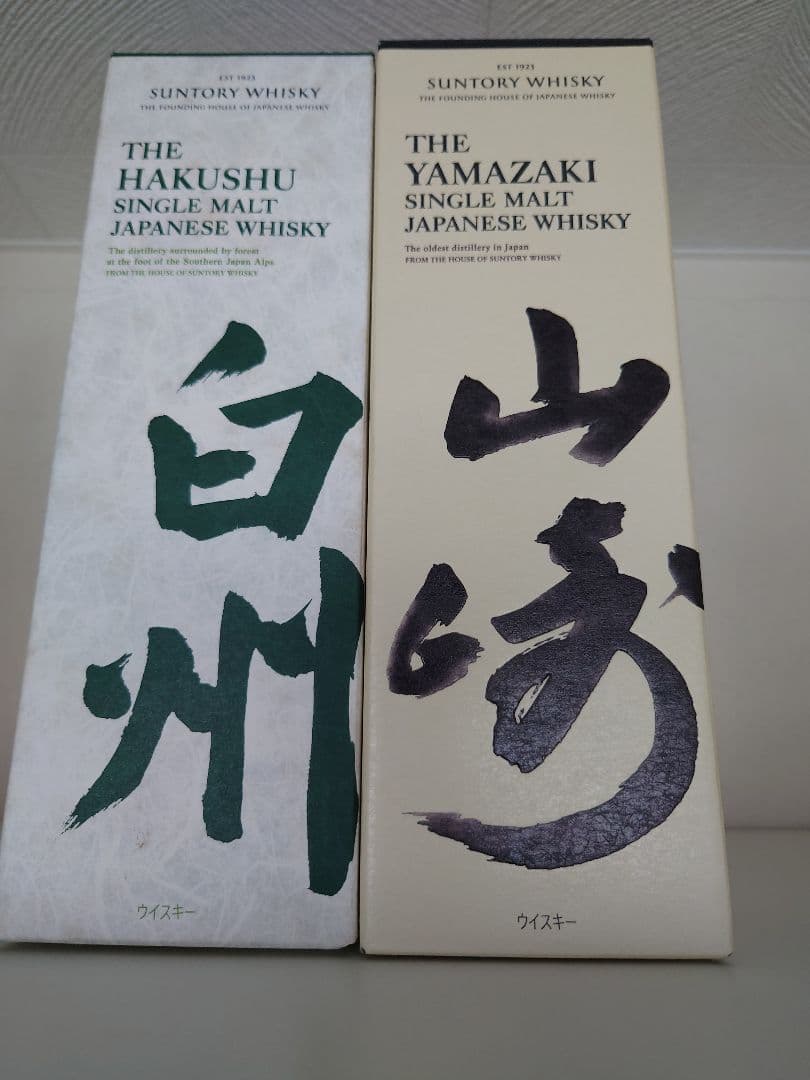 EST 1923
SUNTORY WHISKY
THE FOUNDING HOUSE OF JAPANESE WHISKY
THE
HAKUSHU
SINGLE MALT
JAPANESE WHISKY
The distillery surrounded by forest
at the foot of the Southern Japan Alps
FROM THE HOUSE OF SUNTORY WHISKY
白
州
ウイスキー
EST 1923
SUNTORY WHISKY
THE FOUNDING HOUSE OF JAPANESE WHISKY
THE
YAMAZAKI
SINGLE MALT
JAPANESE WHISKY
The oldest distillery in Japan
FROM THE HOUSE OF SUNTORY WHISKY
山
崎
ウイスキー